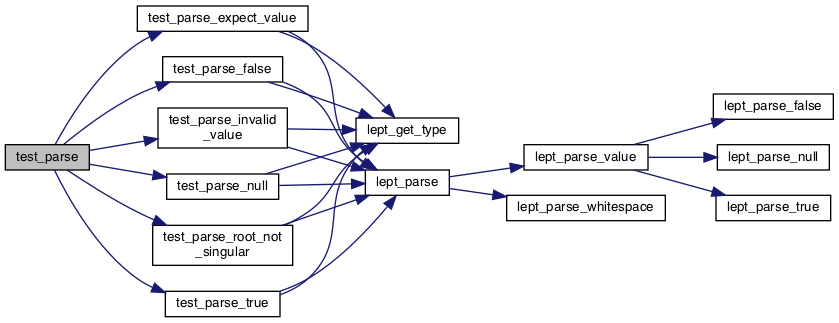 test_parse
test_parse_expect_value
test_parse_false
test_parse_invalid
_value
test_parse_null
test_parse_root_not
_singular
test_parse_true
lept_get_type
lept_parse
lept_parse_value
lept_parse_whitespace
lept_parse_false
lept_parse_null
lept_parse_true